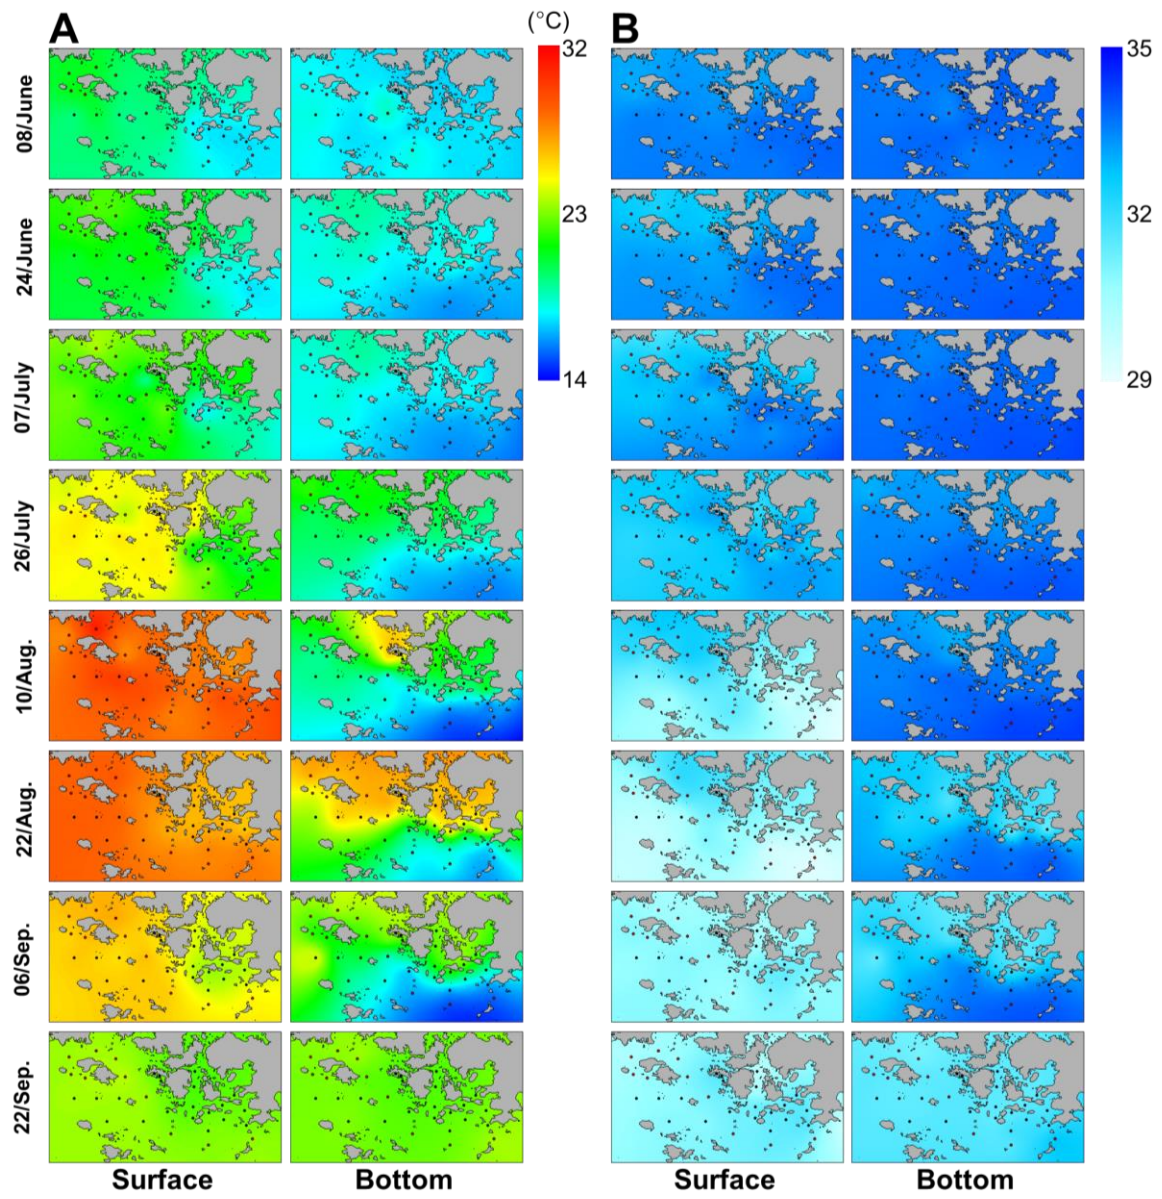 A
(°C)
B
32
23
14
35
32
29
08/June
24/June
07/July
26/July
10/Aug.
22/Aug.
06/Sep.
22/Sep.
Surface
Bottom
Surface
Bottom